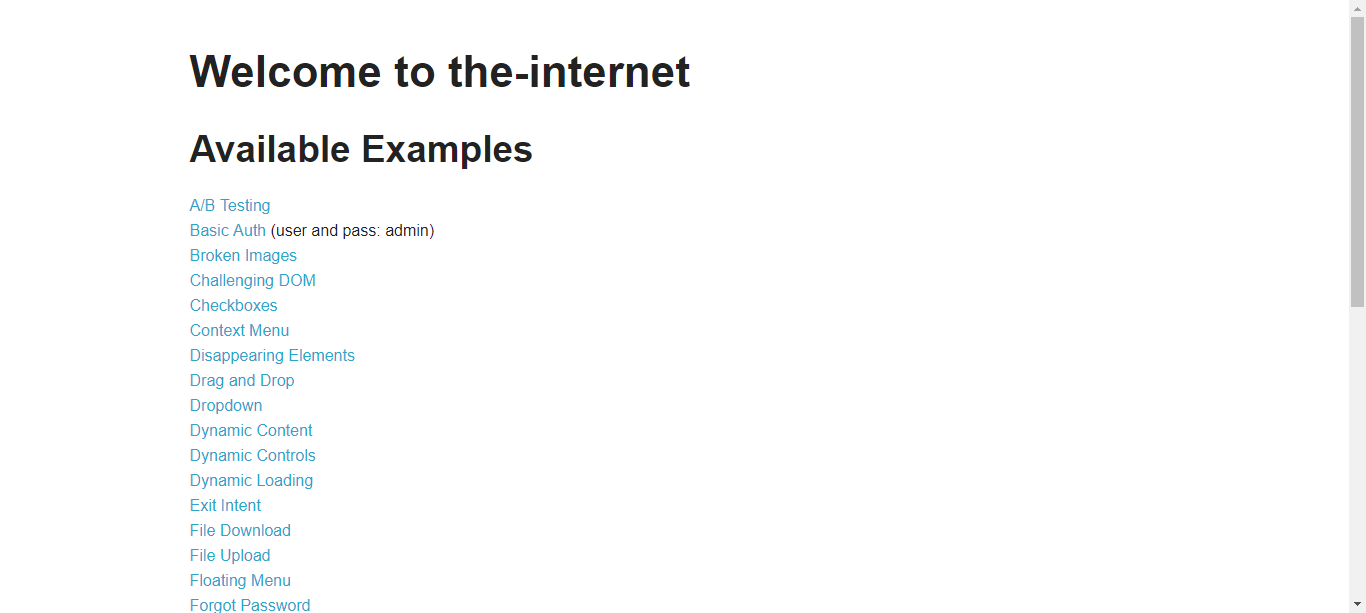 Welcome to the-internet
Available Examples
A/B Testing
Basic Auth (user and pass: admin)
Broken Images
Challenging DOM
Checkboxes
Context Menu
Disappearing Elements
Drag and Drop
Dropdown
Dynamic Content
Dynamic Controls
Dynamic Loading
Exit Intent
File Download
File Upload
Floating Menu
Forgot Password